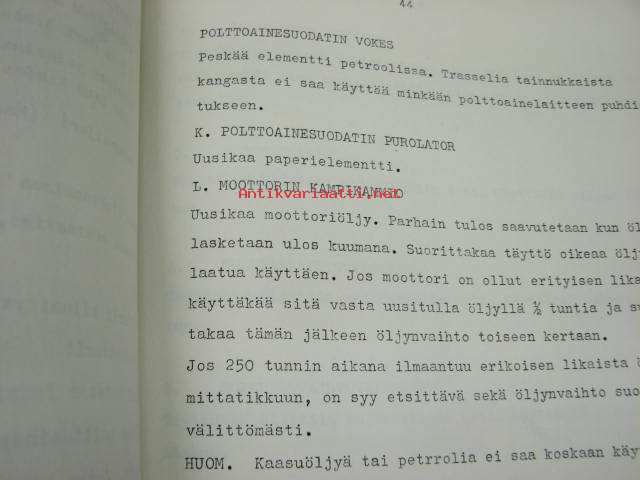 44
POLTTOAINESUODATIN VOKES
Peskää elementti petroolissa. Trasselia tainnukkaista
kangasta ei saa käyttää minkään polttoainelaitteen puhdi
tukseen.
K. POLTTOAINESUODATIN PUROLATOR
Uusikaa paperielementti.
L. MOOTTORIN KAMPIKAMMIO
Antikvariaatti.net
Uusikaa moottoriöljy. Parhain tulos saavutetaan kun öl
lasketaan ulos kuumana. Suorittakaa täyttö oikeaa öljy
laatua käyttäen. Jos moottori on ollut erityisen lika
käyttäkää sitä vasta uusitulla öljyllä ½ tuntia ja su
takaa tämän jälkeen öljynvaihto toiseen kertaan.
Jos 250 tunnin aikana ilmaantuu erikoisen likaista ö
mittatikkuun, on syy etsittävä sekä öljynvaihto suo
välittömästi.
HUOM. Kaasuöljyä tai petrrolia ei saa koskaan käy